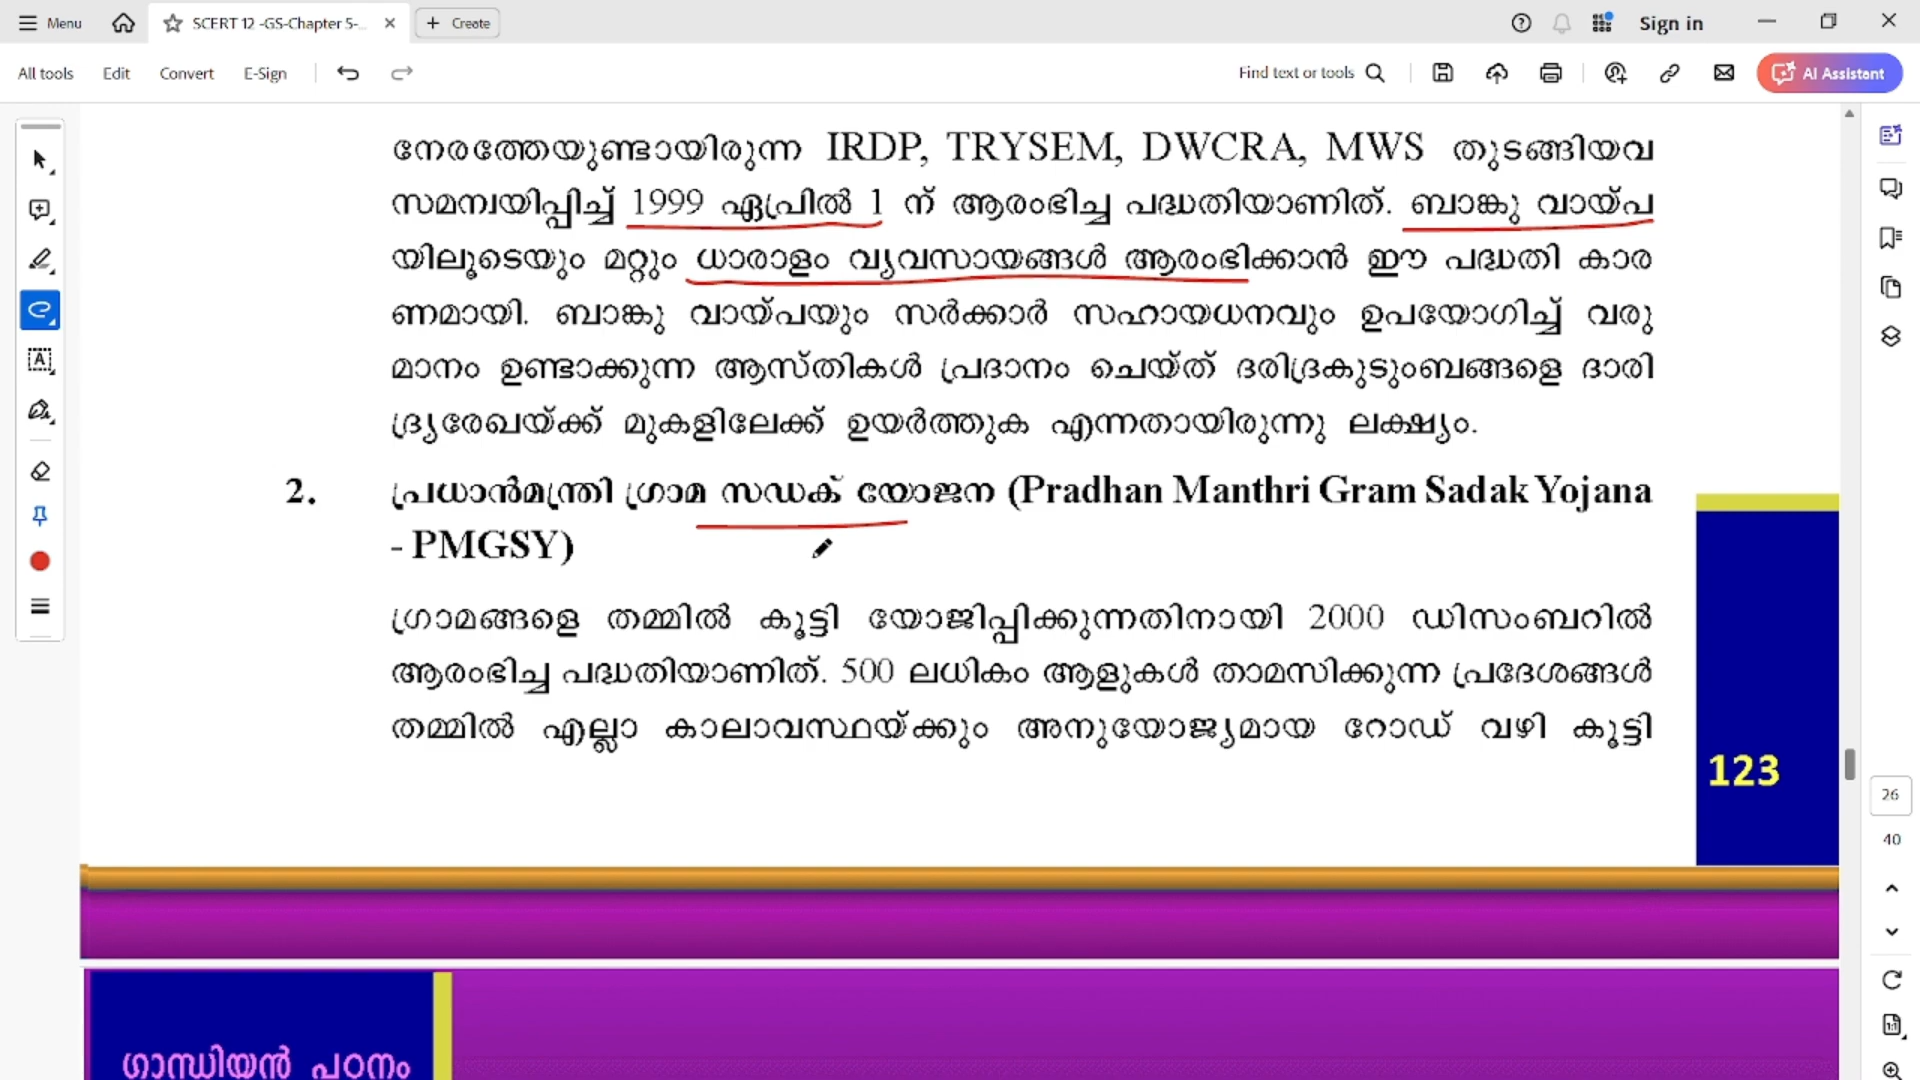 Menu
SCERT 12 -GS-Chapter 5-...
Create
Sign in
All tools
Edit
Convert
E-Sign
Find text or tools
AI Assistant
നേരത്തേയുണ്ടായിരുന്ന IRDP, TRYSEM, DWCRA, MWS തുടങ്ങിയവ
സമന്വയിപ്പിച്ച് 1999 ഏപ്രിൽ 1 ന് ആരംഭിച്ച പദ്ധതിയാണിത്. ബാങ്കു വായ്പ
യിലൂടെയും മറ്റും ധാരാളം വ്യവസായങ്ങൾ ആരംഭിക്കാൻ ഈ പദ്ധതി കാര
ണമായി. ബാങ്കു വായ്പയും സർക്കാർ സഹായധനവും ഉപയോഗിച്ച് വരു
മാനം ഉണ്ടാക്കുന്ന ആസ്തികൾ പ്രദാനം ചെയ്ത് ദരിദ്രകുടുംബങ്ങളെ ദാരി
ദ്ര്യരേഖയ്ക്ക് മുകളിലേക്ക് ഉയർത്തുക എന്നതായിരുന്നു ലക്ഷ്യം.
2. പ്രധാൻമന്ത്രി ഗ്രാമ സഡക് യോജന (Pradhan Manthri Gram Sadak Yojana
- PMGSY)
ഗ്രാമങ്ങളെ തമ്മിൽ കൂട്ടി യോജിപ്പിക്കുന്നതിനായി 2000 ഡിസംബറിൽ
ആരംഭിച്ച പദ്ധതിയാണിത്. 500 ലധികം ആളുകൾ താമസിക്കുന്ന പ്രദേശങ്ങൾ
തമ്മിൽ എല്ലാ കാലാവസ്ഥയ്ക്കും അനുയോജ്യമായ റോഡ് വഴി കൂട്ടി
123
26
40
ഗാന്ധിയൻ പഠനം